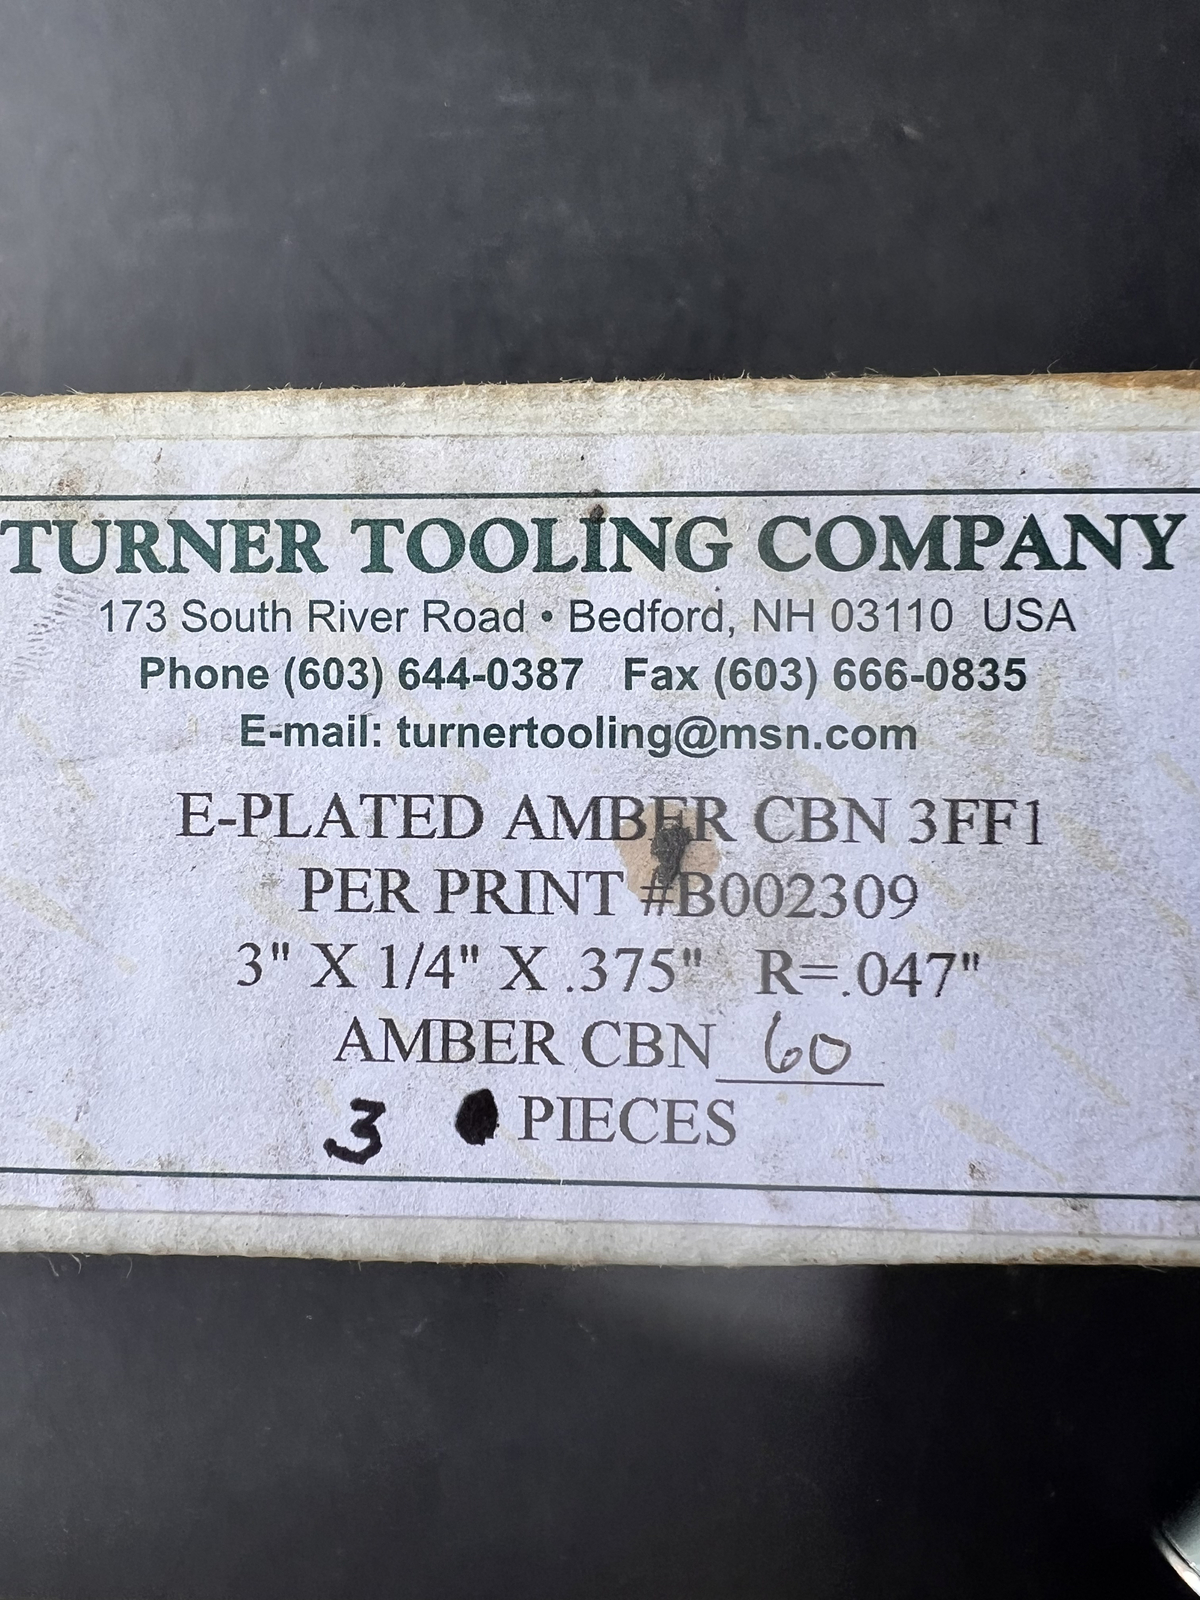 TURNER TOOLING COMPANY
173 South River Road • Bedford, NH 03110 USA
Phone (603) 644-0387 Fax (603) 666-0835
E-mail: turnertooling@msn.com
E-PLATED AMBER CBN 3FF1
PER PRINT #B002309
3" X 1/4" X .375" R=.047"
AMBER CBN 60
3 PIECES